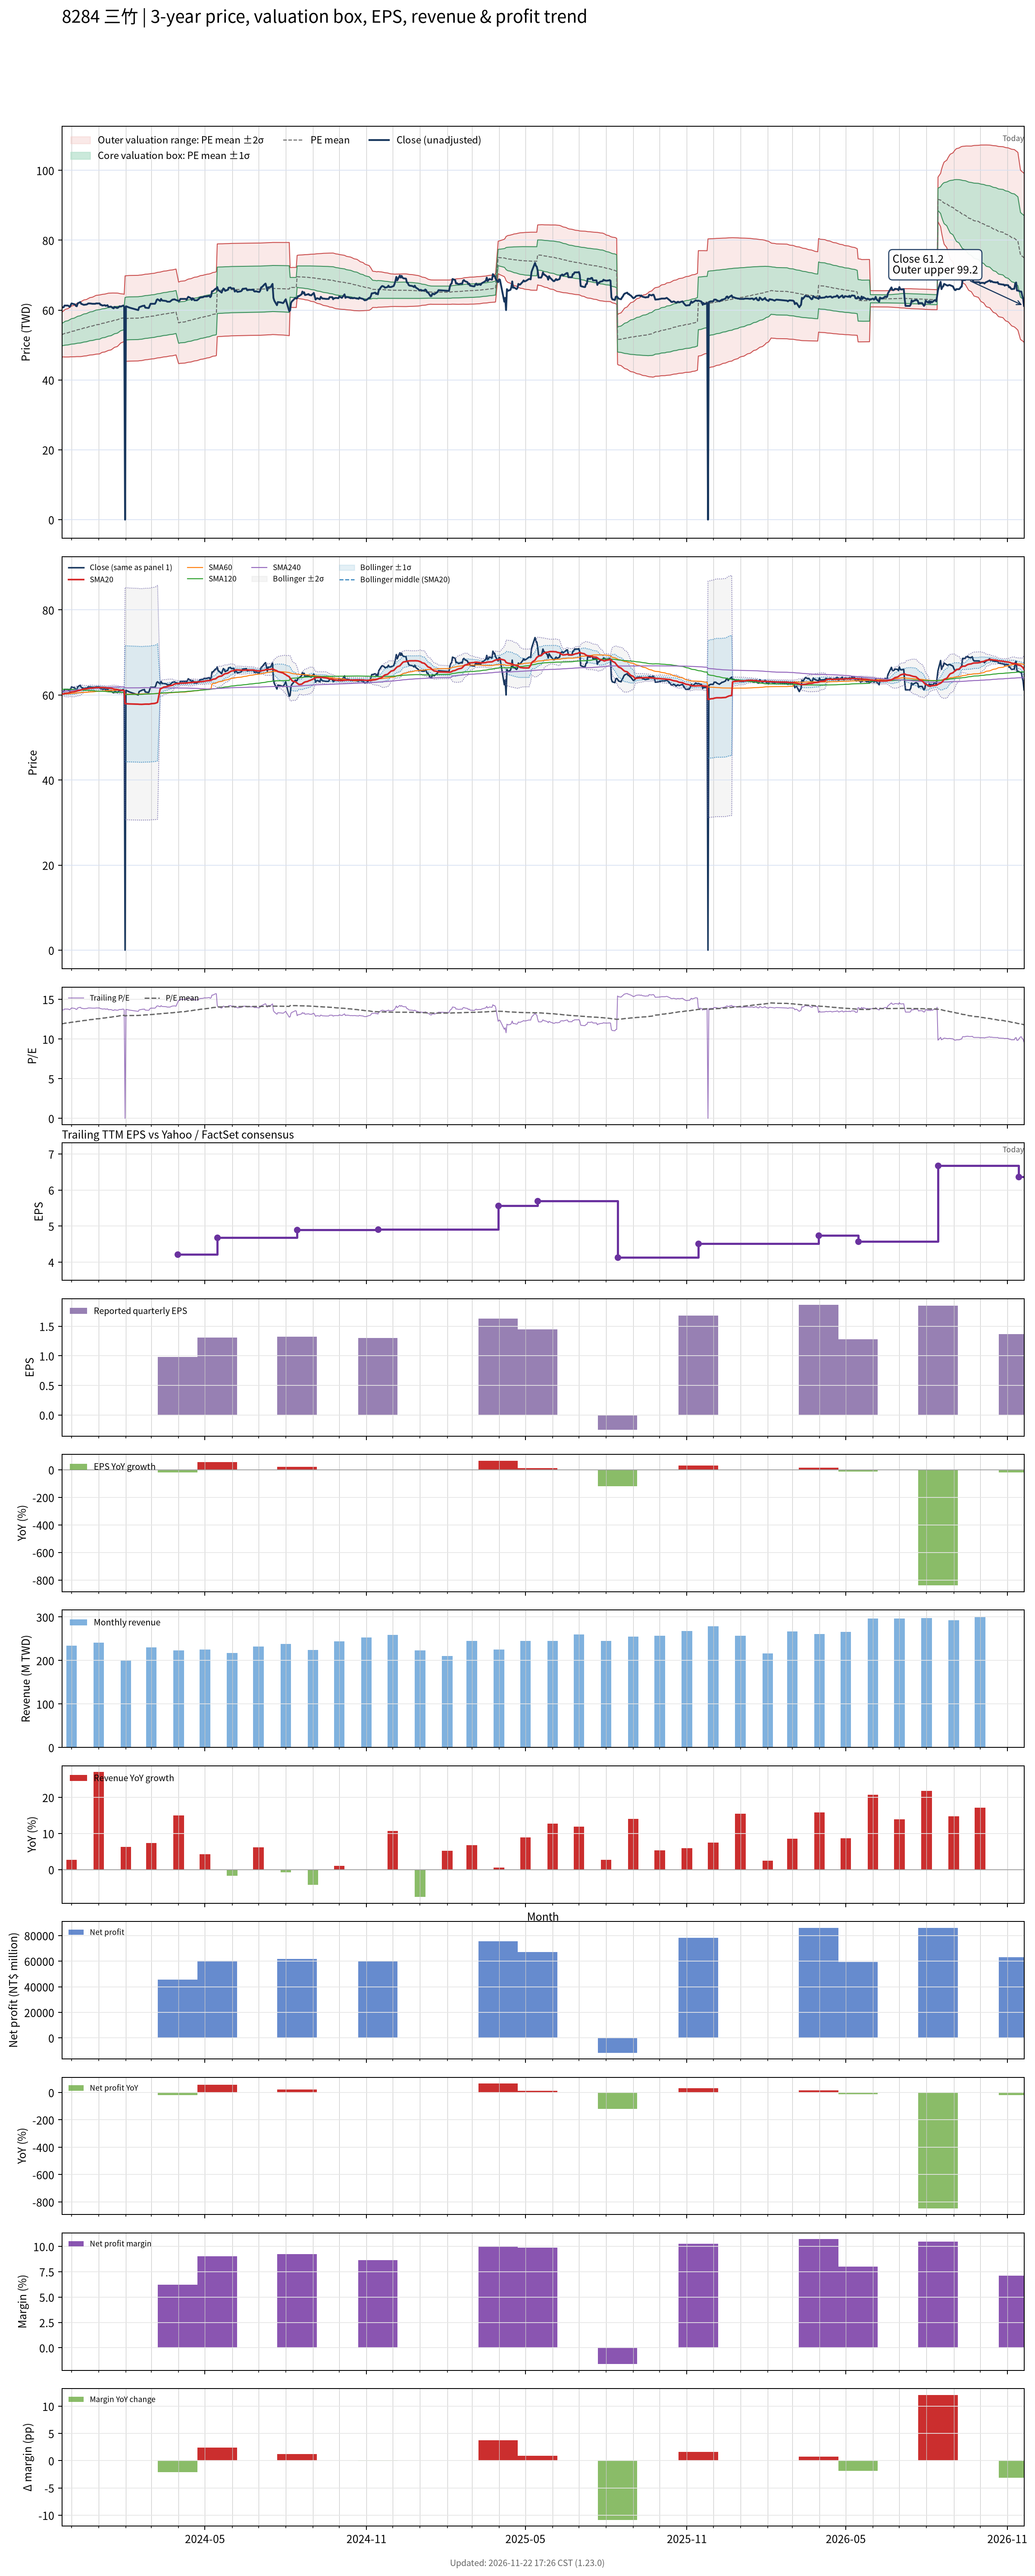 8284 三竹 | 3-year price, valuation box, EPS, revenue & profit trend
Outer valuation range: PE mean ±2σ
Core valuation box: PE mean ±1σ
PE mean
Close (unadjusted)
Today
Close 61.2
Outer upper 99.2
Price (TWD)
100
80
60
40
20
0
Close (same as panel 1)
SMA20
SMA60
SMA120
SMA240
Bollinger ±2σ
Bollinger ±1σ
Bollinger middle (SMA20)
Price
80
60
40
20
0
Trailing P/E
P/E mean
P/E
15
10
5
0
Trailing TTM EPS vs Yahoo / FactSet consensus
Today
EPS
7
6
5
4
Reported quarterly EPS
EPS
1.5
1.0
0.5
0.0
EPS YoY growth
YoY (%)
0
-200
-400
-600
-800
Monthly revenue
Revenue (M TWD)
300
200
100
0
Revenue YoY growth
YoY (%)
20
10
0
Month
Net profit
Net profit (NT$ million)
80000
60000
40000
20000
0
Net profit YoY
YoY (%)
0
-200
-400
-600
-800
Net profit margin
Margin (%)
10.0
7.5
5.0
2.5
0.0
Margin YoY change
Δ margin (pp)
10
5
0
-5
-10
2024-05
2024-11
2025-05
2025-11
2026-05
2026-11
Updated: 2026-11-22 17:26 CST (1.23.0)